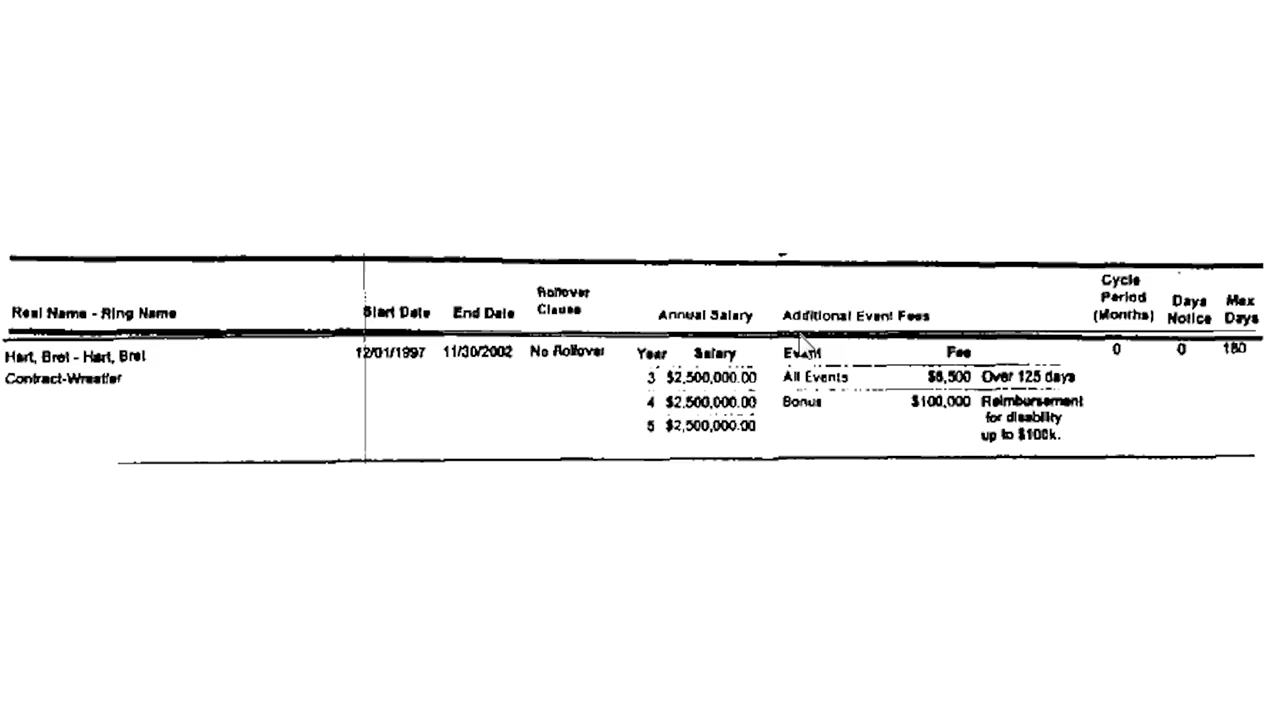 Real Name - Ring Name Start Date End Date Rollover Clause Annual Salary Additional Event Fees Cycle Period (Months) Days Notice Max Days
Hart, Bret - Hart, Bret 12/01/1997 11/30/2002 No Rollover Year Salary Event Fee 0 0 180
Contract-Wrestler 3 $2,500,000.00 All Events Over 125 days
4 $2,500,000.00 Bonus $100,000 Reimbursement
for disability
5 $2,500,000.00
up to $100k.